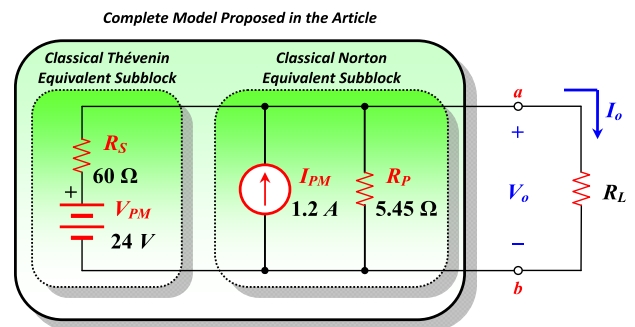 Complete Model Proposed in the Article
Classical Thévenin
Equivalent Subblock
Classical Norton
Equivalent Subblock
R_S
60 Ω
+
V_PM
24 V
I_PM
1.2 A
R_P
5.45 Ω
a
+
V_o
−
b
I_o
R_L